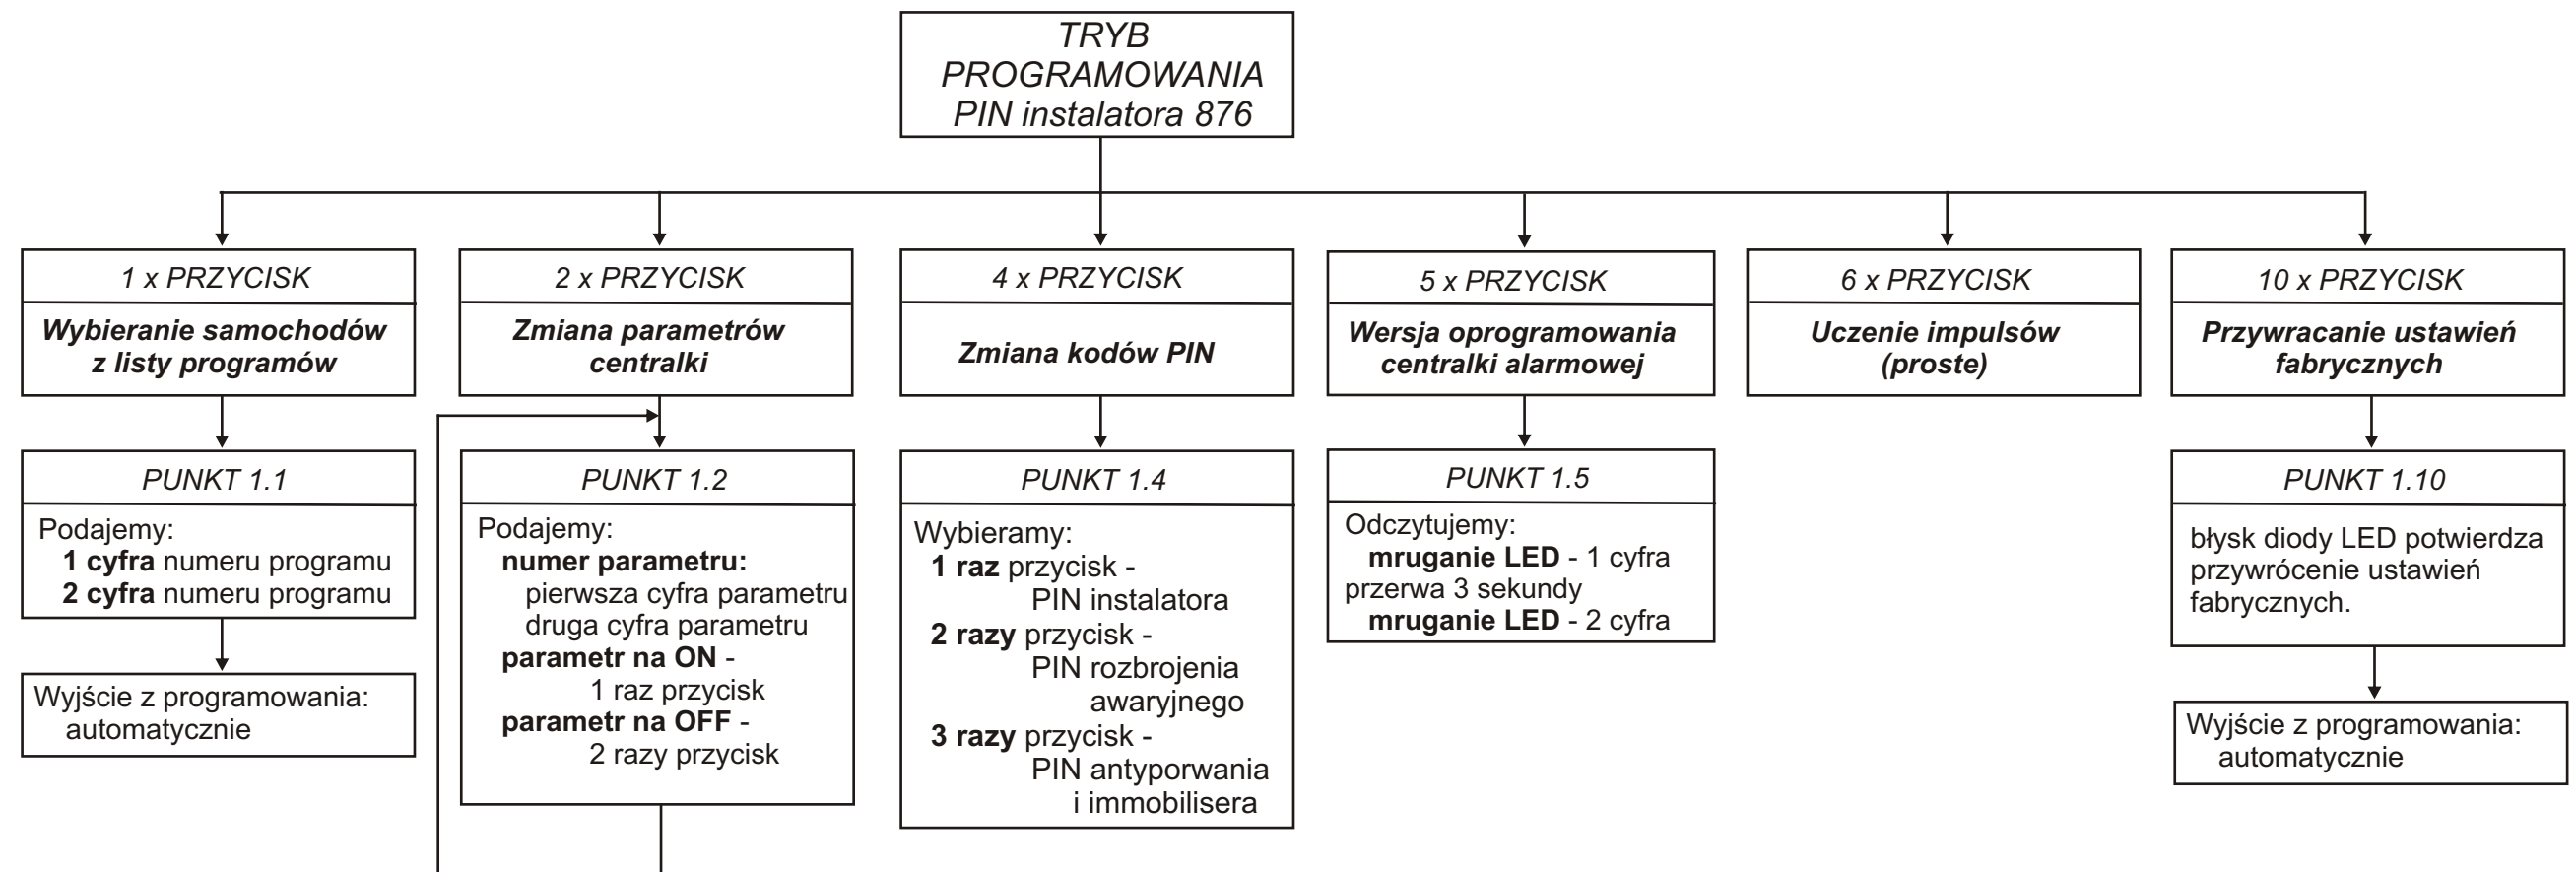 TRYB
PROGRAMOWANIA
PIN instalatora 876
1 x PRZYCISK
Wybieranie samochodów
z listy programów
PUNKT 1.1
Podajemy:
1 cyfra numeru programu
2 cyfra numeru programu
Wyjście z programowania:
automatycznie
2 x PRZYCISK
Zmiana parametrów
centralki
PUNKT 1.2
Podajemy:
numer parametru:
pierwsza cyfra parametru
druga cyfra parametru
parametr na ON -
1 raz przycisk
parametr na OFF -
2 razy przycisk
4 x PRZYCISK
Zmiana kodów PIN
PUNKT 1.4
Wybieramy:
1 raz przycisk -
PIN instalatora
2 razy przycisk -
PIN rozbrojenia
awaryjnego
3 razy przycisk -
PIN antyporwania
i immobilisera
5 x PRZYCISK
Wersja oprogramowania
centralki alarmowej
PUNKT 1.5
Odczytujemy:
mruganie LED - 1 cyfra
przerwa 3 sekundy
mruganie LED - 2 cyfra
6 x PRZYCISK
Uczenie impulsów
(proste)
10 x PRZYCISK
Przywracanie ustawień
fabrycznych
PUNKT 1.10
błysk diody LED potwierdza
przywrócenie ustawień
fabrycznych.
Wyjście z programowania:
automatycznie